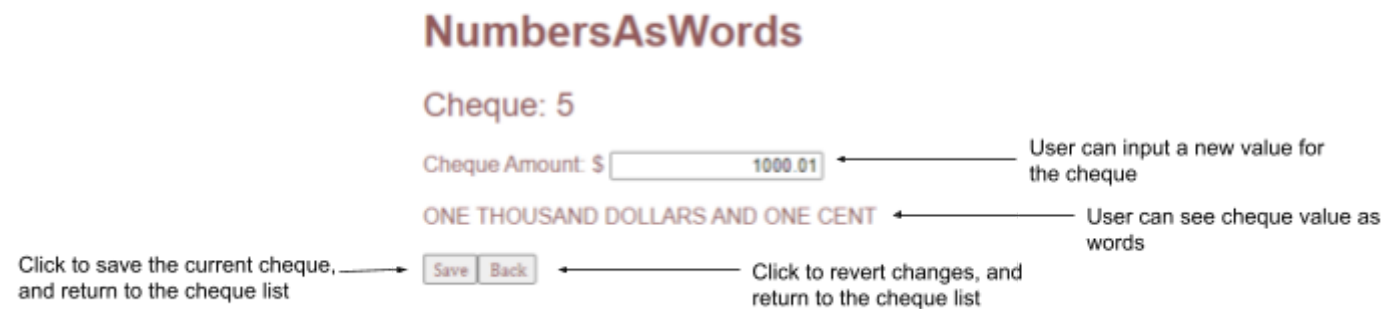 NumbersAsWords
Cheque: 5
Cheque Amount: $ 1000.01
User can input a new value for
the cheque
ONE THOUSAND DOLLARS AND ONE CENT
User can see cheque value as
words
Click to save the current cheque,
and return to the cheque list
Save Back
Click to revert changes, and
return to the cheque list